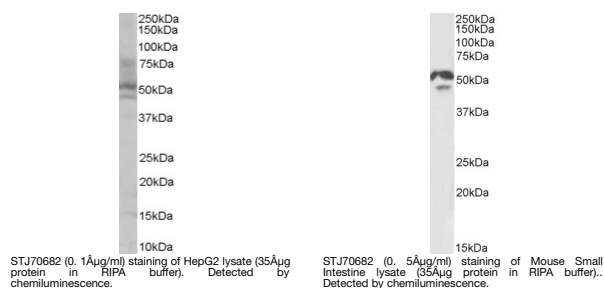 250kDa
150kDa
100kDa
75kDa
50kDa
37kDa
25kDa
20kDa
15kDa
10kDa
STJ70682 (0. 1Âµg/ml) staining of HepG2 lysate (35Âµg
protein in RIPA buffer). Detected by
chemiluminescence.
250kDa
150kDa
100kDa
75kDa
50kDa
37kDa
25kDa
20kDa
15kDa
STJ70682 (0. 5Âµg/ml) staining of Mouse Small
Intestine lysate (35Âµg protein in RIPA buffer)..
Detected by chemiluminescence.